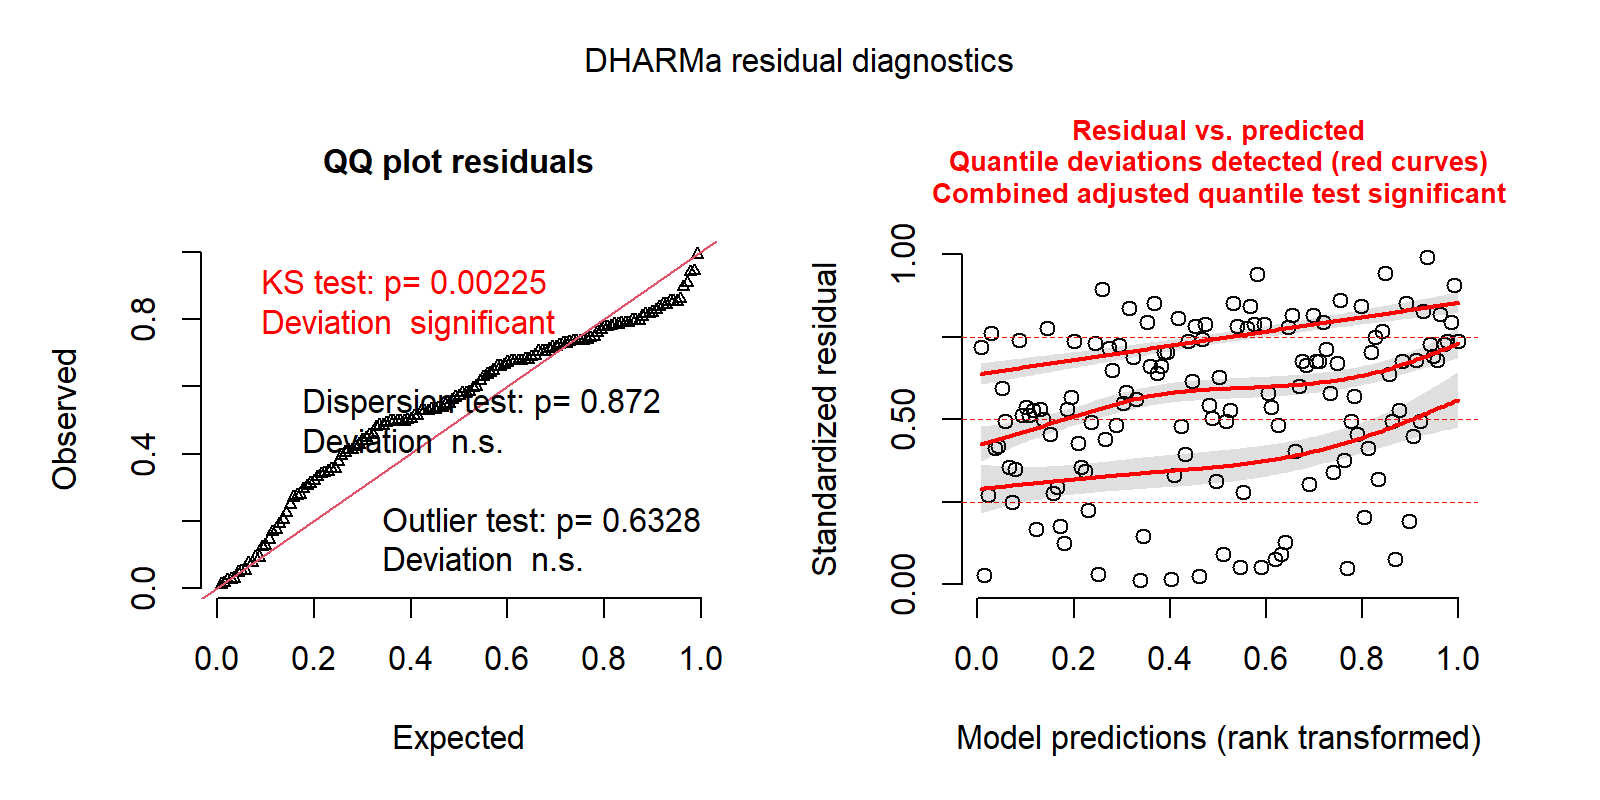 DHARMa residual diagnostics
QQ plot residuals
KS test: p= 0.00225
Deviation  significant
Dispersion test: p= 0.872
Deviation  n.s.
Outlier test: p= 0.6328
Deviation  n.s.
Observed
0.0
0.4
0.8
0.0 0.2 0.4 0.6 0.8 1.0
Expected
Residual vs. predicted
Quantile deviations detected (red curves)
Combined adjusted quantile test significant
Standardized residual
0.00
0.50
1.00
0.0 0.2 0.4 0.6 0.8 1.0
Model predictions (rank transformed)